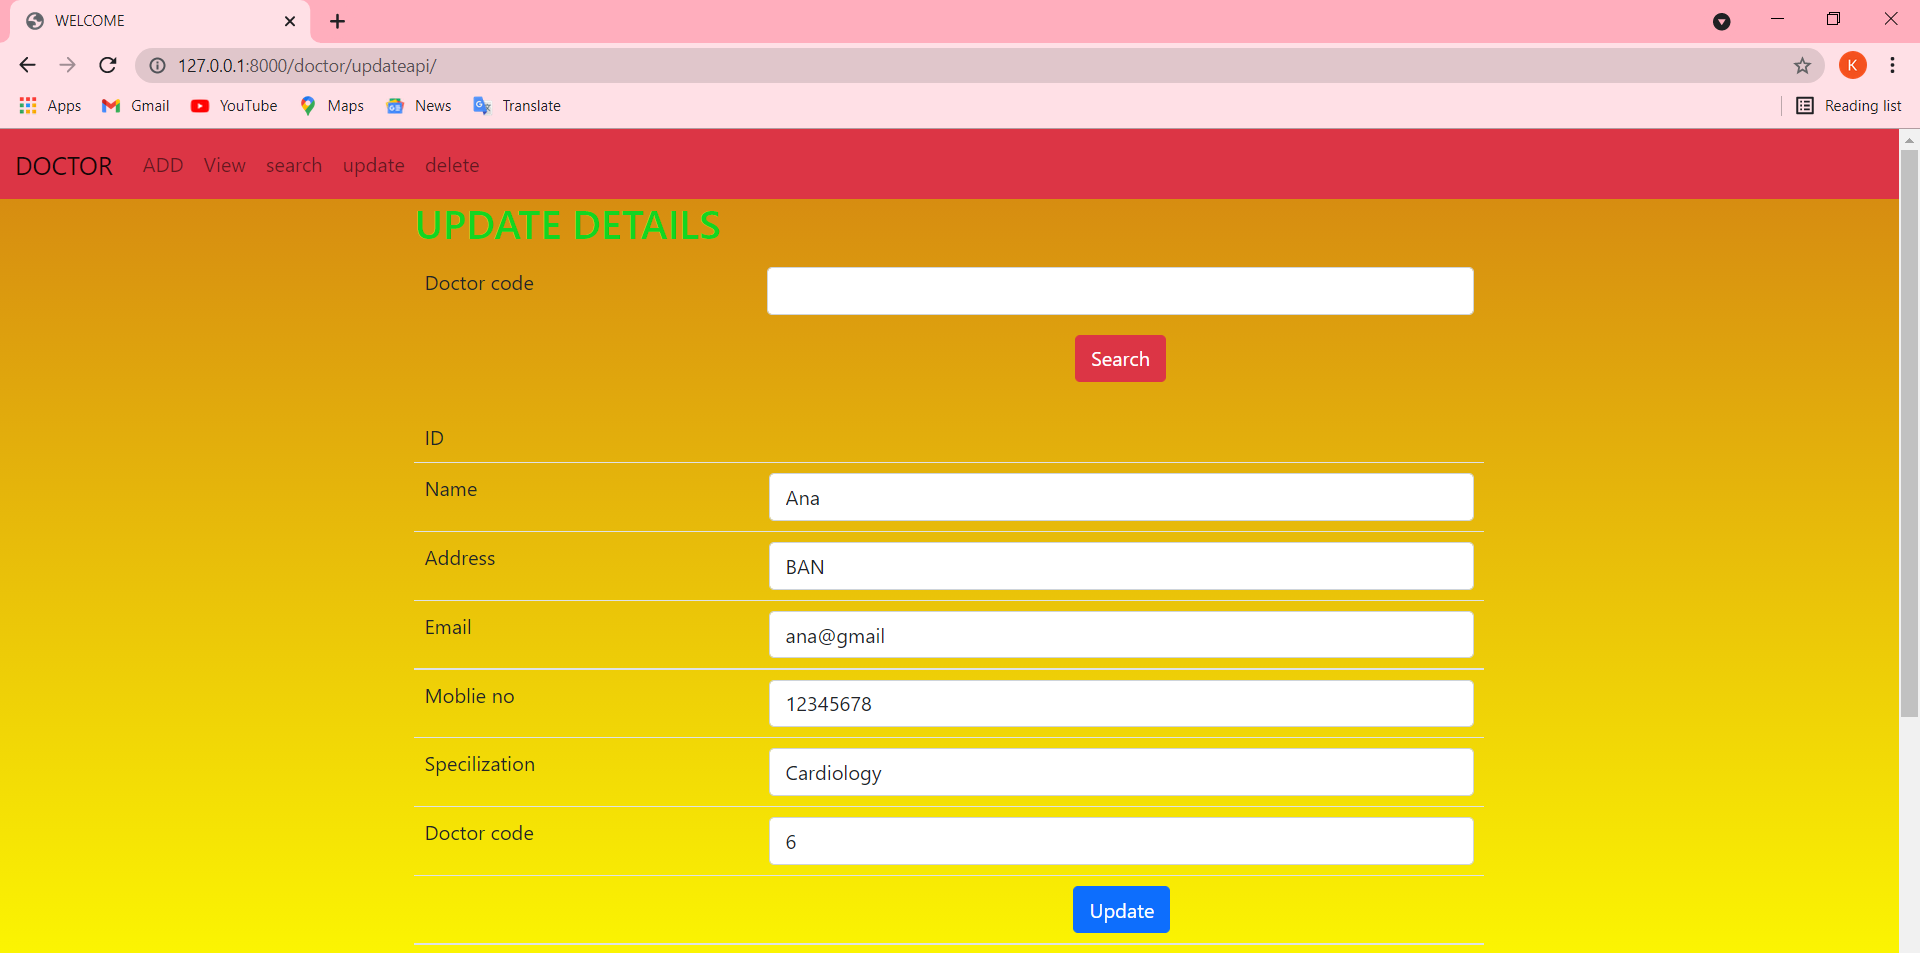 WELCOME
127.0.0.1:8000/doctor/updateapi/
K
Apps Gmail YouTube Maps News Translate Reading list
DOCTOR ADD View search update delete
UPDATE DETAILS
Doctor code
Search
ID
Name Ana
Address BAN
Email ana@gmail
Moblie no 12345678
Specilization Cardiology
Doctor code 6
Update